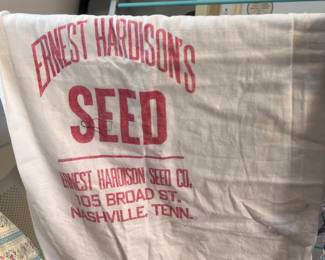 ERNEST HARDISON'S
SEED
ERNEST HARDISON SEED CO.
105 BROAD ST.
NASHVILLE, TENN.